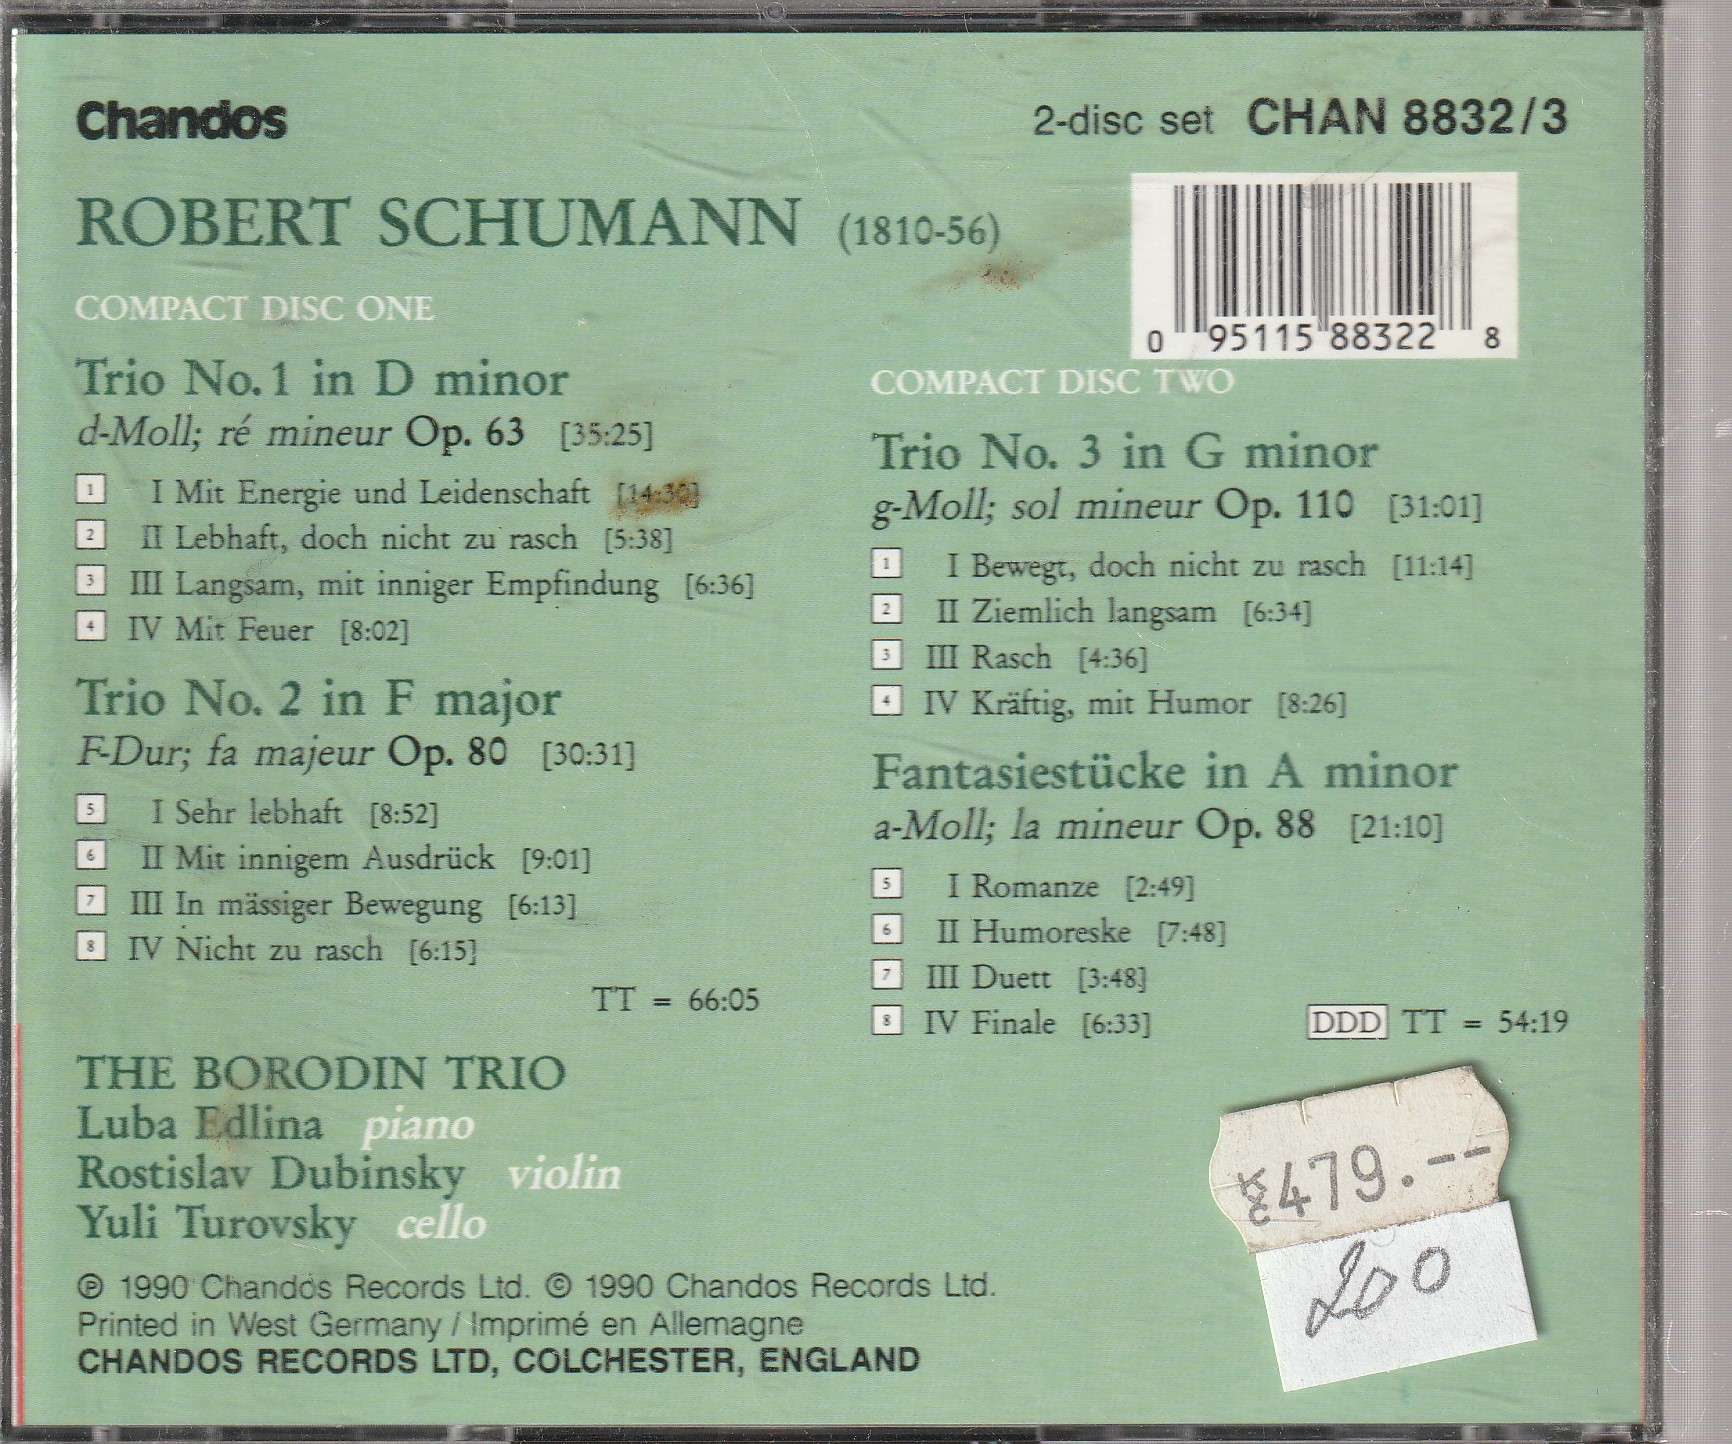 Chandos
2-disc set CHAN 8832/3
ROBERT SCHUMANN (1810-56)
0 95115 88322 8
COMPACT DISC ONE
Trio No. 1 in D minor
d-Moll; ré mineur Op. 63 [35:25]
1 I Mit Energie und Leidenschaft [14:30]
2 II Lebhaft, doch nicht zu rasch [5:38]
3 III Langsam, mit inniger Empfindung [6:36]
4 IV Mit Feuer [8:02]
Trio No. 2 in F major
F-Dur; fa majeur Op. 80 [30:31]
5 I Sehr lebhaft [8:52]
6 II Mit innigem Ausdrück [9:01]
7 III In mässiger Bewegung [6:13]
8 IV Nicht zu rasch [6:15]
TT = 66:05
COMPACT DISC TWO
Trio No. 3 in G minor
g-Moll; sol mineur Op. 110 [31:01]
1 I Bewegt, doch nicht zu rasch [11:14]
2 II Ziemlich langsam [6:34]
3 III Rasch [4:36]
4 IV Kräftig, mit Humor [8:26]
Fantasiestücke in A minor
a-Moll; la mineur Op. 88 [21:10]
5 I Romanze [2:49]
6 II Humoreske [7:48]
7 III Duett [3:48]
8 IV Finale [6:33]
DDD TT = 54:19
THE BORODIN TRIO
Luba Edlina piano
Rostislav Dubinsky violin
Yuli Turovsky cello
℗ 1990 Chandos Records Ltd. © 1990 Chandos Records Ltd.
Printed in West Germany / Imprimé en Allemagne
CHANDOS RECORDS LTD, COLCHESTER, ENGLAND
Kč 479.--
200